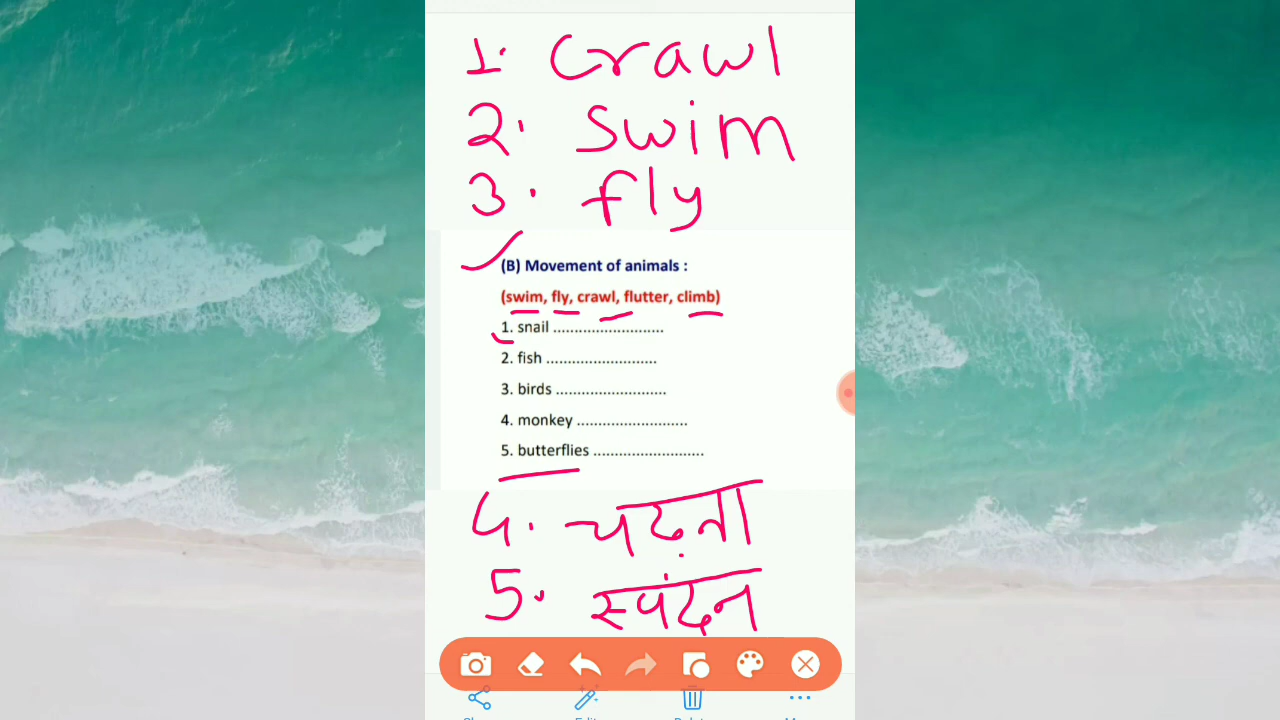 1. Crawl
2. swim
3. fly
(B) Movement of animals :
(swim, fly, crawl, flutter, climb)
1. snail ..........................
2. fish ..........................
3. birds ..........................
4. monkey ..........................
5. butterflies ..........................
4. चढ़ना
5. स्पंदन